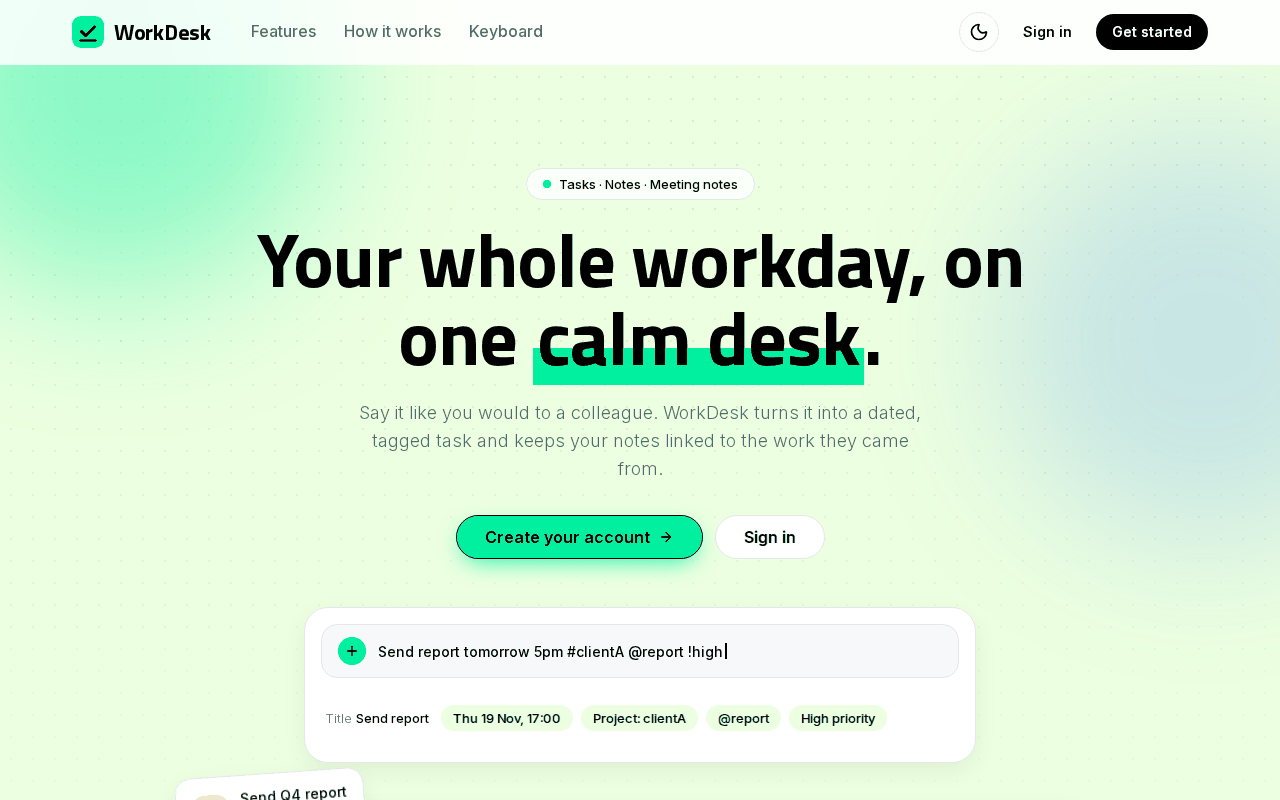 WorkDesk
Features
How it works
Keyboard
Sign in
Get started
Tasks · Notes · Meeting notes
Your whole workday, on
one calm desk.
Say it like you would to a colleague. WorkDesk turns it into a dated,
tagged task and keeps your notes linked to the work they came
from.
Create your account →
Sign in
Send report tomorrow 5pm #clientA @report !high
Title Send report
Thu 19 Nov, 17:00
Project: clientA
@report
High priority
Send Q4 report